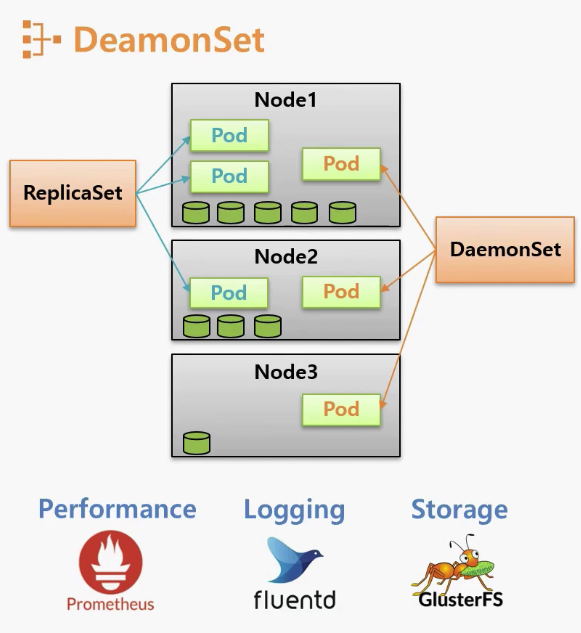 DeamonSet
Node1
Pod
Pod
Pod
ReplicaSet
DaemonSet
Node2
Pod
Pod
Node3
Pod
Performance Logging Storage
Prometheus fluentd GlusterFS